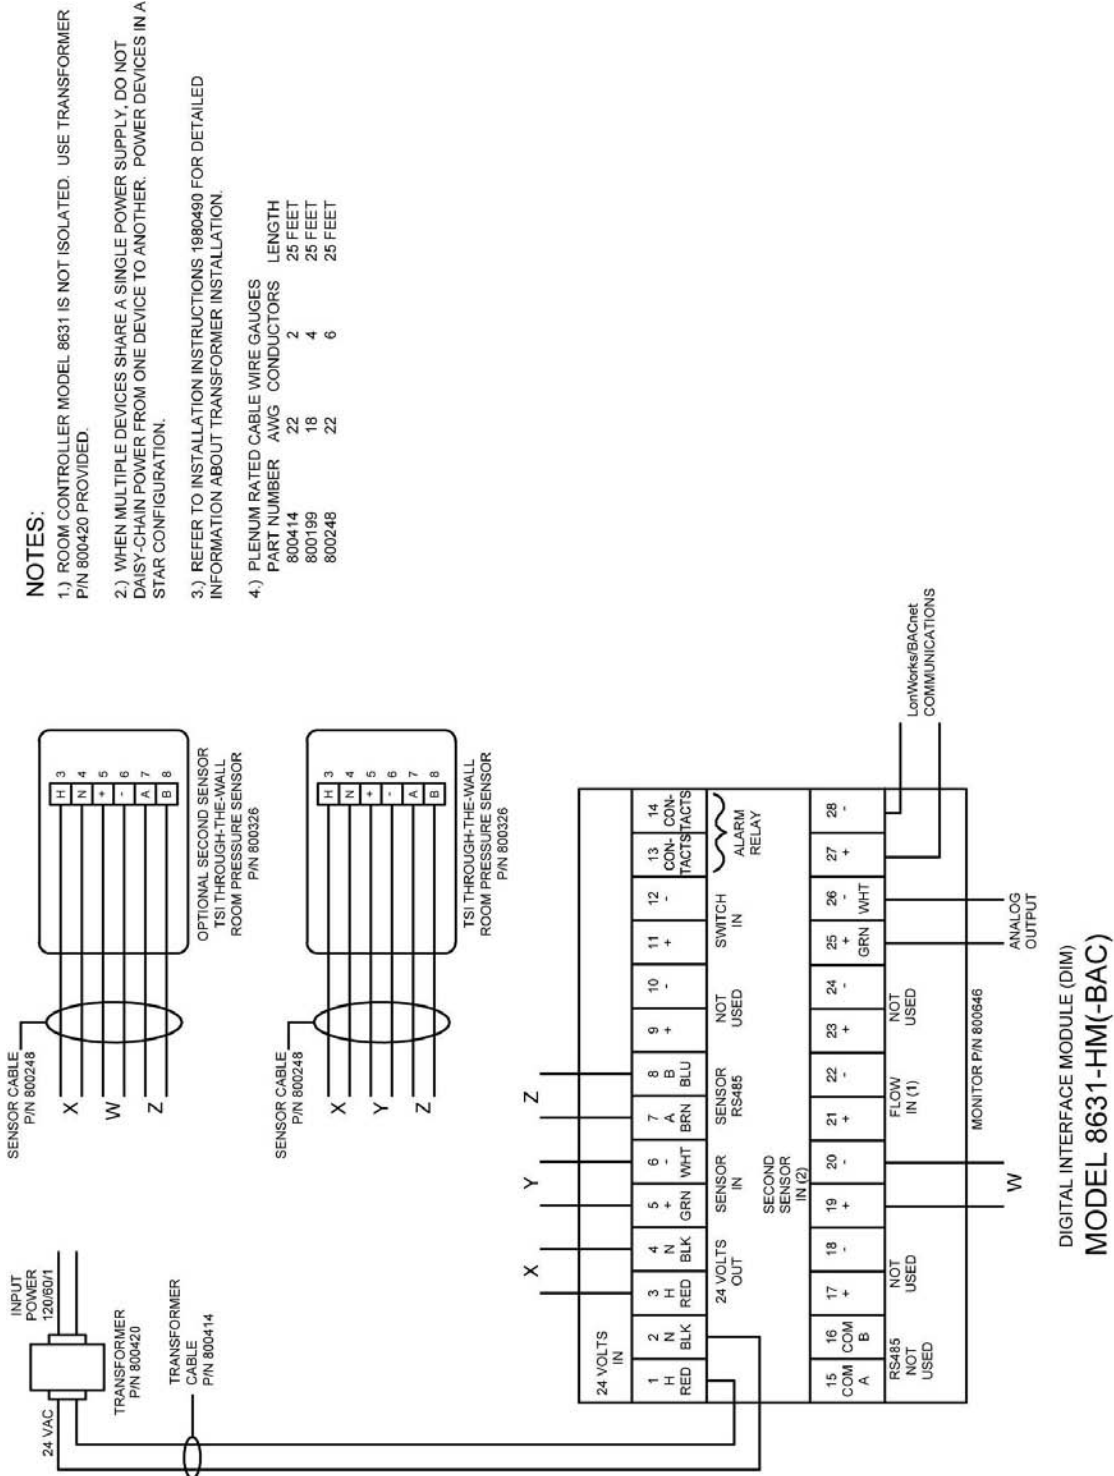 INPUT
POWER
120/60/1
24 VAC
TRANSFORMER
P/N 800420
TRANSFORMER
CABLE
P/N 800414
SENSOR CABLE
P/N 800248
X
W
Z
H 3
N 4
+ 5
- 6
A 7
B 8
OPTIONAL SECOND SENSOR
TSI THROUGH-THE-WALL
ROOM PRESSURE SENSOR
P/N 800326
SENSOR CABLE
P/N 800248
X
Y
Z
H 3
N 4
+ 5
- 6
A 7
B 8
TSI THROUGH-THE-WALL
ROOM PRESSURE SENSOR
P/N 800326
NOTES:
1.) ROOM CONTROLLER MODEL 8631 IS NOT ISOLATED. USE TRANSFORMER
P/N 800420 PROVIDED.
2.) WHEN MULTIPLE DEVICES SHARE A SINGLE POWER SUPPLY, DO NOT
DAISY-CHAIN POWER FROM ONE DEVICE TO ANOTHER. POWER DEVICES IN A
STAR CONFIGURATION.
3.) REFER TO INSTALLATION INSTRUCTIONS 1980490 FOR DETAILED
INFORMATION ABOUT TRANSFORMER INSTALLATION.
4.) PLENUM RATED CABLE WIRE GAUGES
PART NUMBER AWG CONDUCTORS LENGTH
800414 22 2 25 FEET
800199 18 4 25 FEET
800248 22 6 25 FEET
X Y Z
24 VOLTS
IN
1 2 3 4 5 6 7 8 9 10 11 12 13 14
H N H N + - A B + - + - CON-TACTS CON-TACTS
RED BLK RED BLK GRN WHT BRN BLU
24 VOLTS
OUT
SENSOR
IN
SENSOR
RS485
NOT
USED
SWITCH
IN
ALARM
RELAY
SECOND
SENSOR
IN (2)
15 16 17 18 19 20 21 22 23 24 25 26 27 28
COM A COM B + - + - + - + - + - + -
GRN WHT
RS485
NOT
USED
NOT
USED
FLOW
IN (1)
NOT
USED
MONITOR P/N 800646
W
ANALOG
OUTPUT
LonWorks/BACnet
COMMUNICATIONS
DIGITAL INTERFACE MODULE (DIM)
MODEL 8631-HM(-BAC)